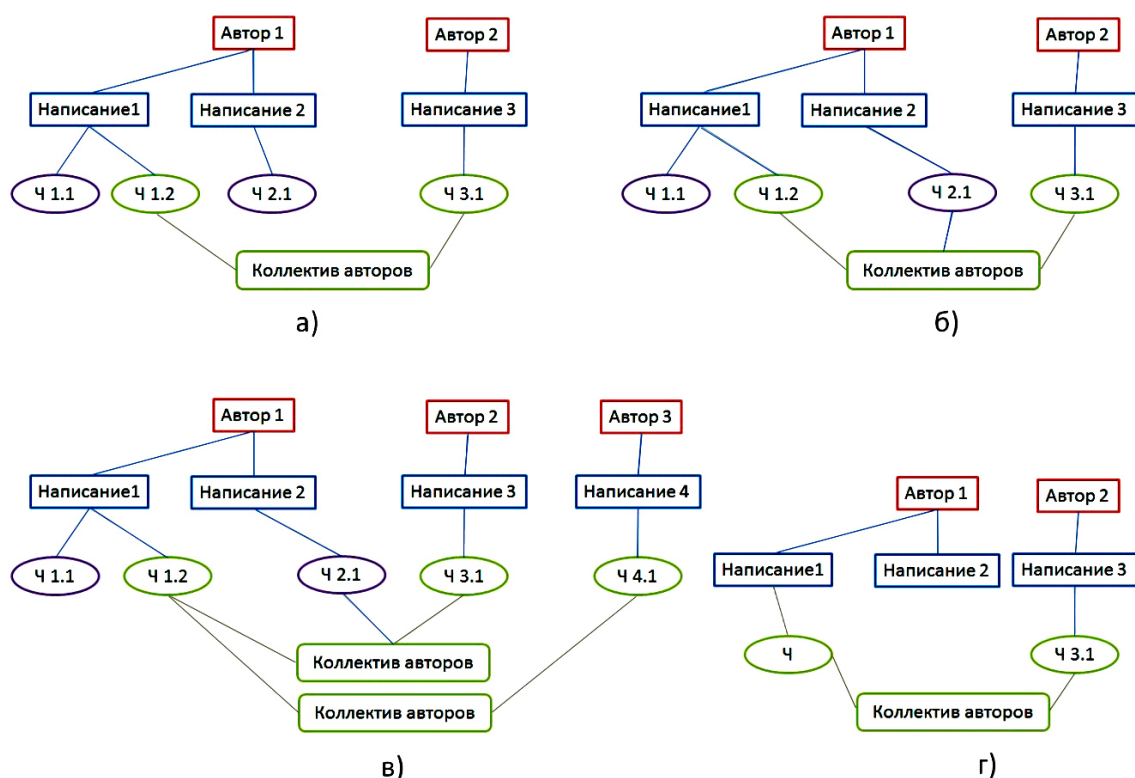 Автор 1
Автор 2
Написание1
Написание 2
Написание 3
Ч 1.1
Ч 1.2
Ч 2.1
Ч 3.1
Коллектив авторов
а)
Автор 1
Автор 2
Написание1
Написание 2
Написание 3
Ч 1.1
Ч 1.2
Ч 2.1
Ч 3.1
Коллектив авторов
б)
Автор 1
Автор 2
Автор 3
Написание1
Написание 2
Написание 3
Написание 4
Ч 1.1
Ч 1.2
Ч 2.1
Ч 3.1
Ч 4.1
Коллектив авторов
Коллектив авторов
в)
Автор 1
Автор 2
Написание1
Написание 2
Написание 3
Ч
Ч 3.1
Коллектив авторов
г)